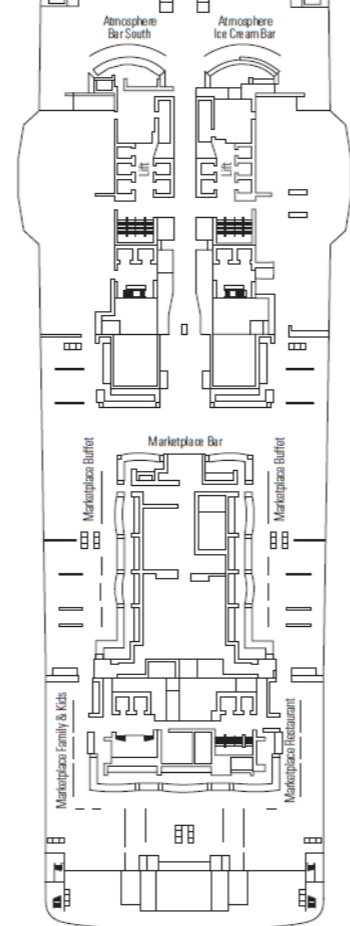 Atmosphere
Bar South
Atmosphere
Ice Cream Bar
Lift
Lift
Marketplace Bar
Marketplace Buffet
Marketplace Buffet
Marketplace Family & Kids
Marketplace Restaurant